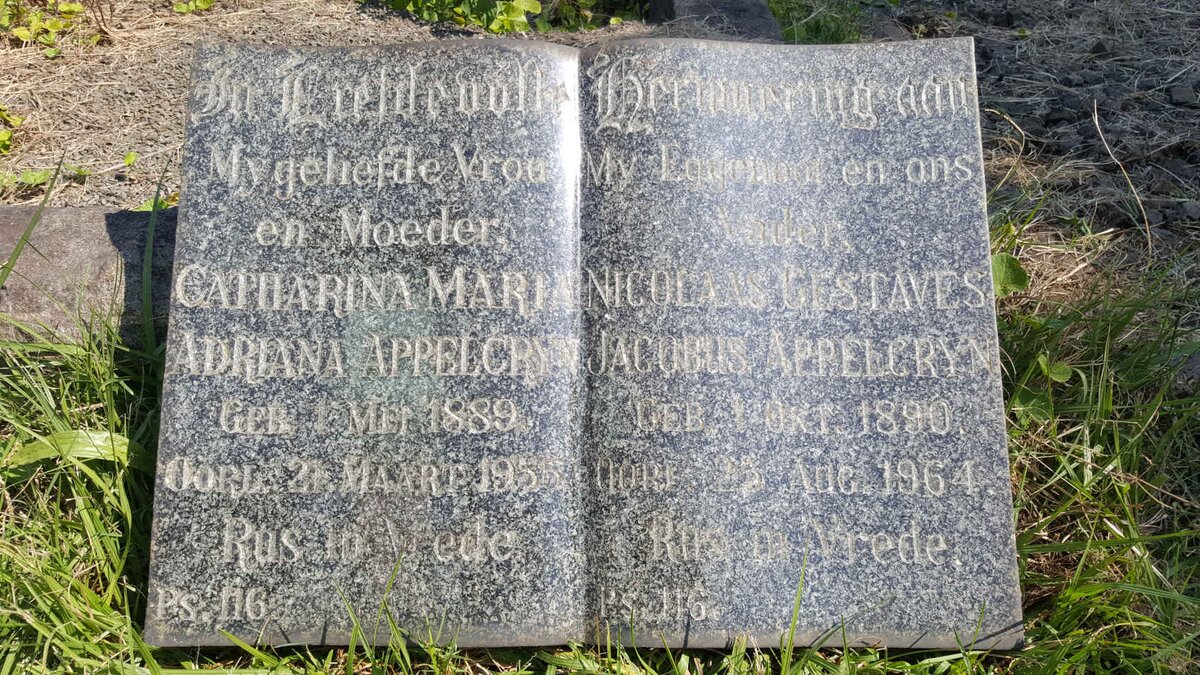 In Liefdevolle Herinnering aan
My geliefde Vrou
en Moeder,
CATHARINA MARIA
ADRIANA APPELCRYN
GEB. 1 MEI 1889.
OORL. 21 MAART 1955
Rus in Vrede
PS. 116.
My Eggenoot en ons
Vader,
NICOLAAS GESTAVES
JACOBUS APPELCRYN
GEB. 1 OKT. 1890.
OORL. 25 AUG. 1964.
Rus in Vrede
PS. 116.